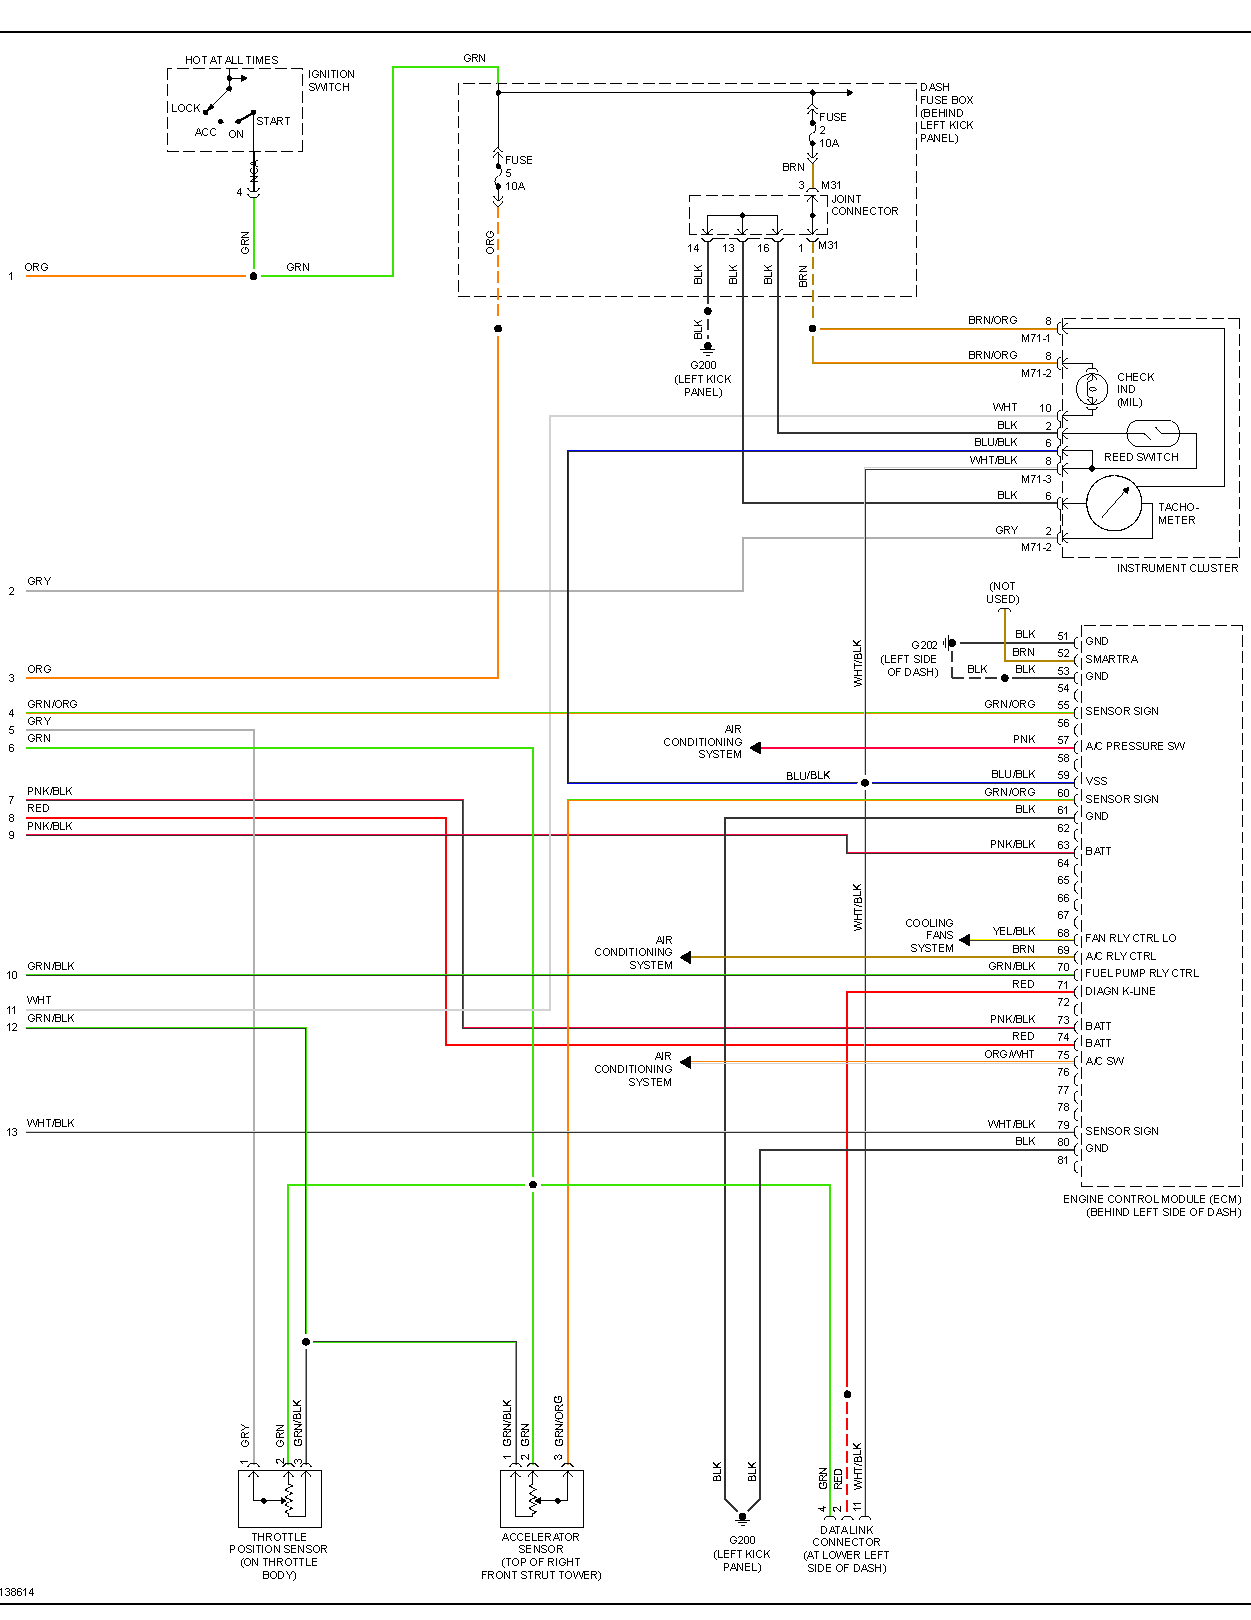 HOT AT ALL TIMES
IGNITION
SWITCH
LOCK
ACC
ON
START
NCA
4
GRN
GRN
GRN
1
ORG
DASH
FUSE BOX
(BEHIND
LEFT KICK
PANEL)
FUSE
5
10A
ORG
FUSE
2
10A
BRN
3
M31
JOINT
CONNECTOR
14
13
16
1
M31
BLK
BLK
BLK
BRN
BLK
G200
(LEFT KICK
PANEL)
BRN/ORG 8
M71-1
BRN/ORG 8
M71-2
WHT 10
BLK 2
BLU/BLK 6
WHT/BLK 8
M71-3
BLK 6
GRY 2
M71-2
CHECK
IND
(MIL)
REED SWITCH
TACHO-
METER
INSTRUMENT CLUSTER
2
GRY
3
ORG
4
GRN/ORG
5
GRY
6
GRN
7
PNK/BLK
8
RED
9
PNK/BLK
10
GRN/BLK
11
WHT
12
GRN/BLK
13
WHT/BLK
(NOT
USED)
G202
(LEFT SIDE
OF DASH)
BLK
WHT/BLK
WHT/BLK
BLK 51 GND
BRN 52 SMARTRA
BLK 53 GND
54
GRN/ORG 55 SENSOR SIGN
56
PNK 57 A/C PRESSURE SW
58
BLU/BLK
BLU/BLK 59 VSS
GRN/ORG 60 SENSOR SIGN
BLK 61 GND
62
PNK/BLK 63 BATT
64
65
66
67
YEL/BLK 68 FAN RLY CTRL LO
BRN 69 A/C RLY CTRL
GRN/BLK 70 FUEL PUMP RLY CTRL
RED 71 DIAGN K-LINE
72
PNK/BLK 73 BATT
RED 74 BATT
ORG/WHT 75 A/C SW
76
77
78
WHT/BLK 79 SENSOR SIGN
BLK 80 GND
81
ENGINE CONTROL MODULE (ECM)
(BEHIND LEFT SIDE OF DASH)
AIR
CONDITIONING
SYSTEM
COOLING
FANS
SYSTEM
AIR
CONDITIONING
SYSTEM
AIR
CONDITIONING
SYSTEM
GRY
GRN
GRN/BLK
1
2
3
THROTTLE
POSITION SENSOR
(ON THROTTLE
BODY)
GRN/BLK
GRN
GRN/ORG
1
2
3
ACCELERATOR
SENSOR
(TOP OF RIGHT
FRONT STRUT TOWER)
BLK
BLK
G200
(LEFT KICK
PANEL)
GRN
RED
WHT/BLK
4
2
11
DATA LINK
CONNECTOR
(AT LOWER LEFT
SIDE OF DASH)
138614